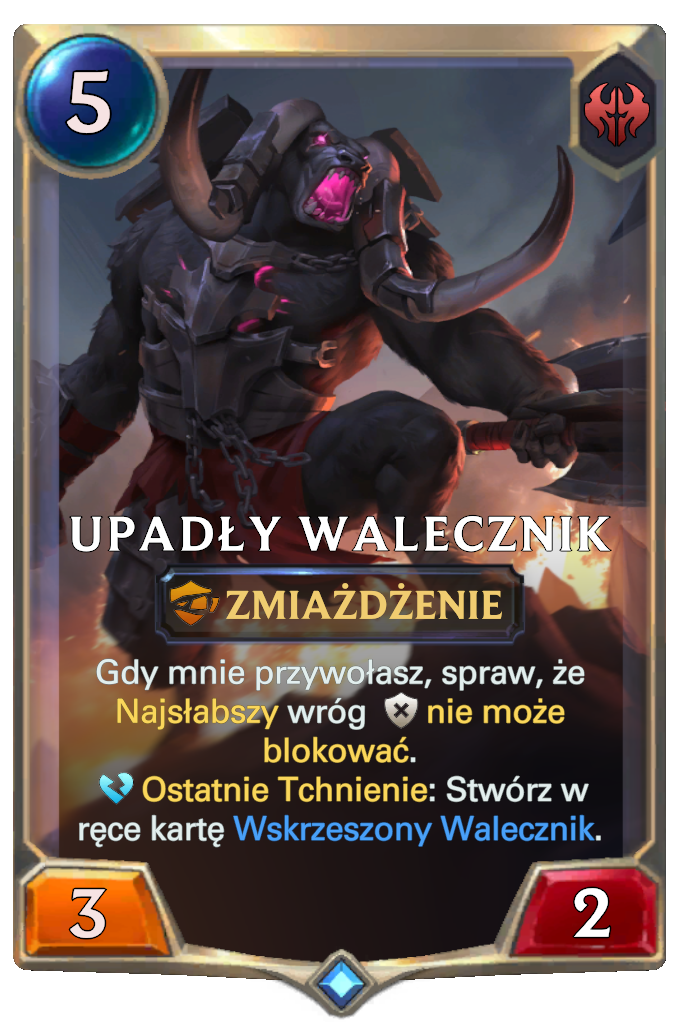 5
UPADŁY WALECZNIK
ZMIAŻDŻENIE
Gdy mnie przywołasz, spraw, że
Najsłabszy wróg nie może
blokować.
Ostatnie Tchnienie: Stwórz w
ręce kartę Wskrzeszony Walecznik.
3
2